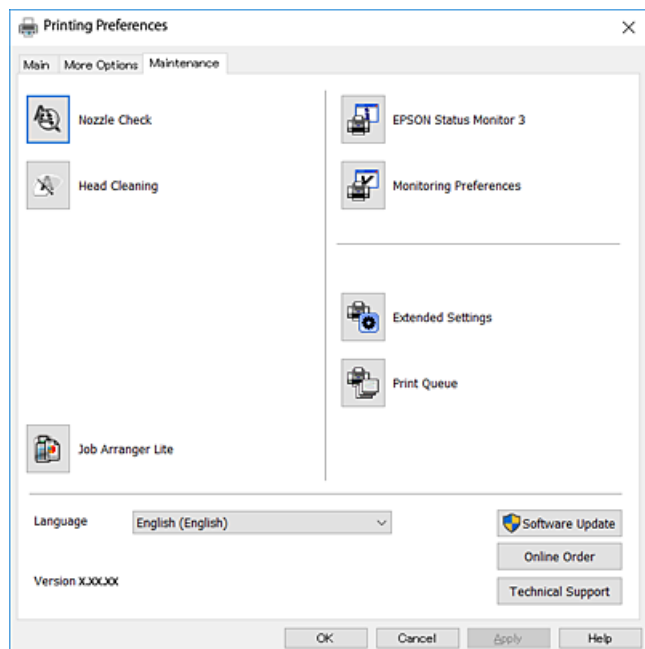 Printing Preferences
Main More Options Maintenance
Nozzle Check
EPSON Status Monitor 3
Head Cleaning
Monitoring Preferences
Extended Settings
Print Queue
Job Arranger Lite
Language English (English)
Software Update
Online Order
Version X.XX.XX
Technical Support
OK Cancel Apply Help